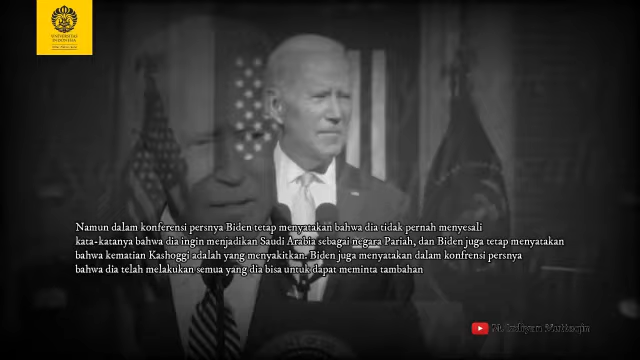 UNIVERSITAS
INDONESIA
Namun dalam konferensi persnya Biden tetap menyatakan bahwa dia tidak pernah menyesali
kata-katanya bahwa dia ingin menjadikan Saudi Arabia sebagai negara Pariah, dan Biden juga tetap menyatakan
bahwa kematian Kashoggi adalah yang menyakitkan. Biden juga menyatakan dalam konfrensi persnya
bahwa dia telah melakukan semua yang dia bisa untuk dapat meminta tambahan